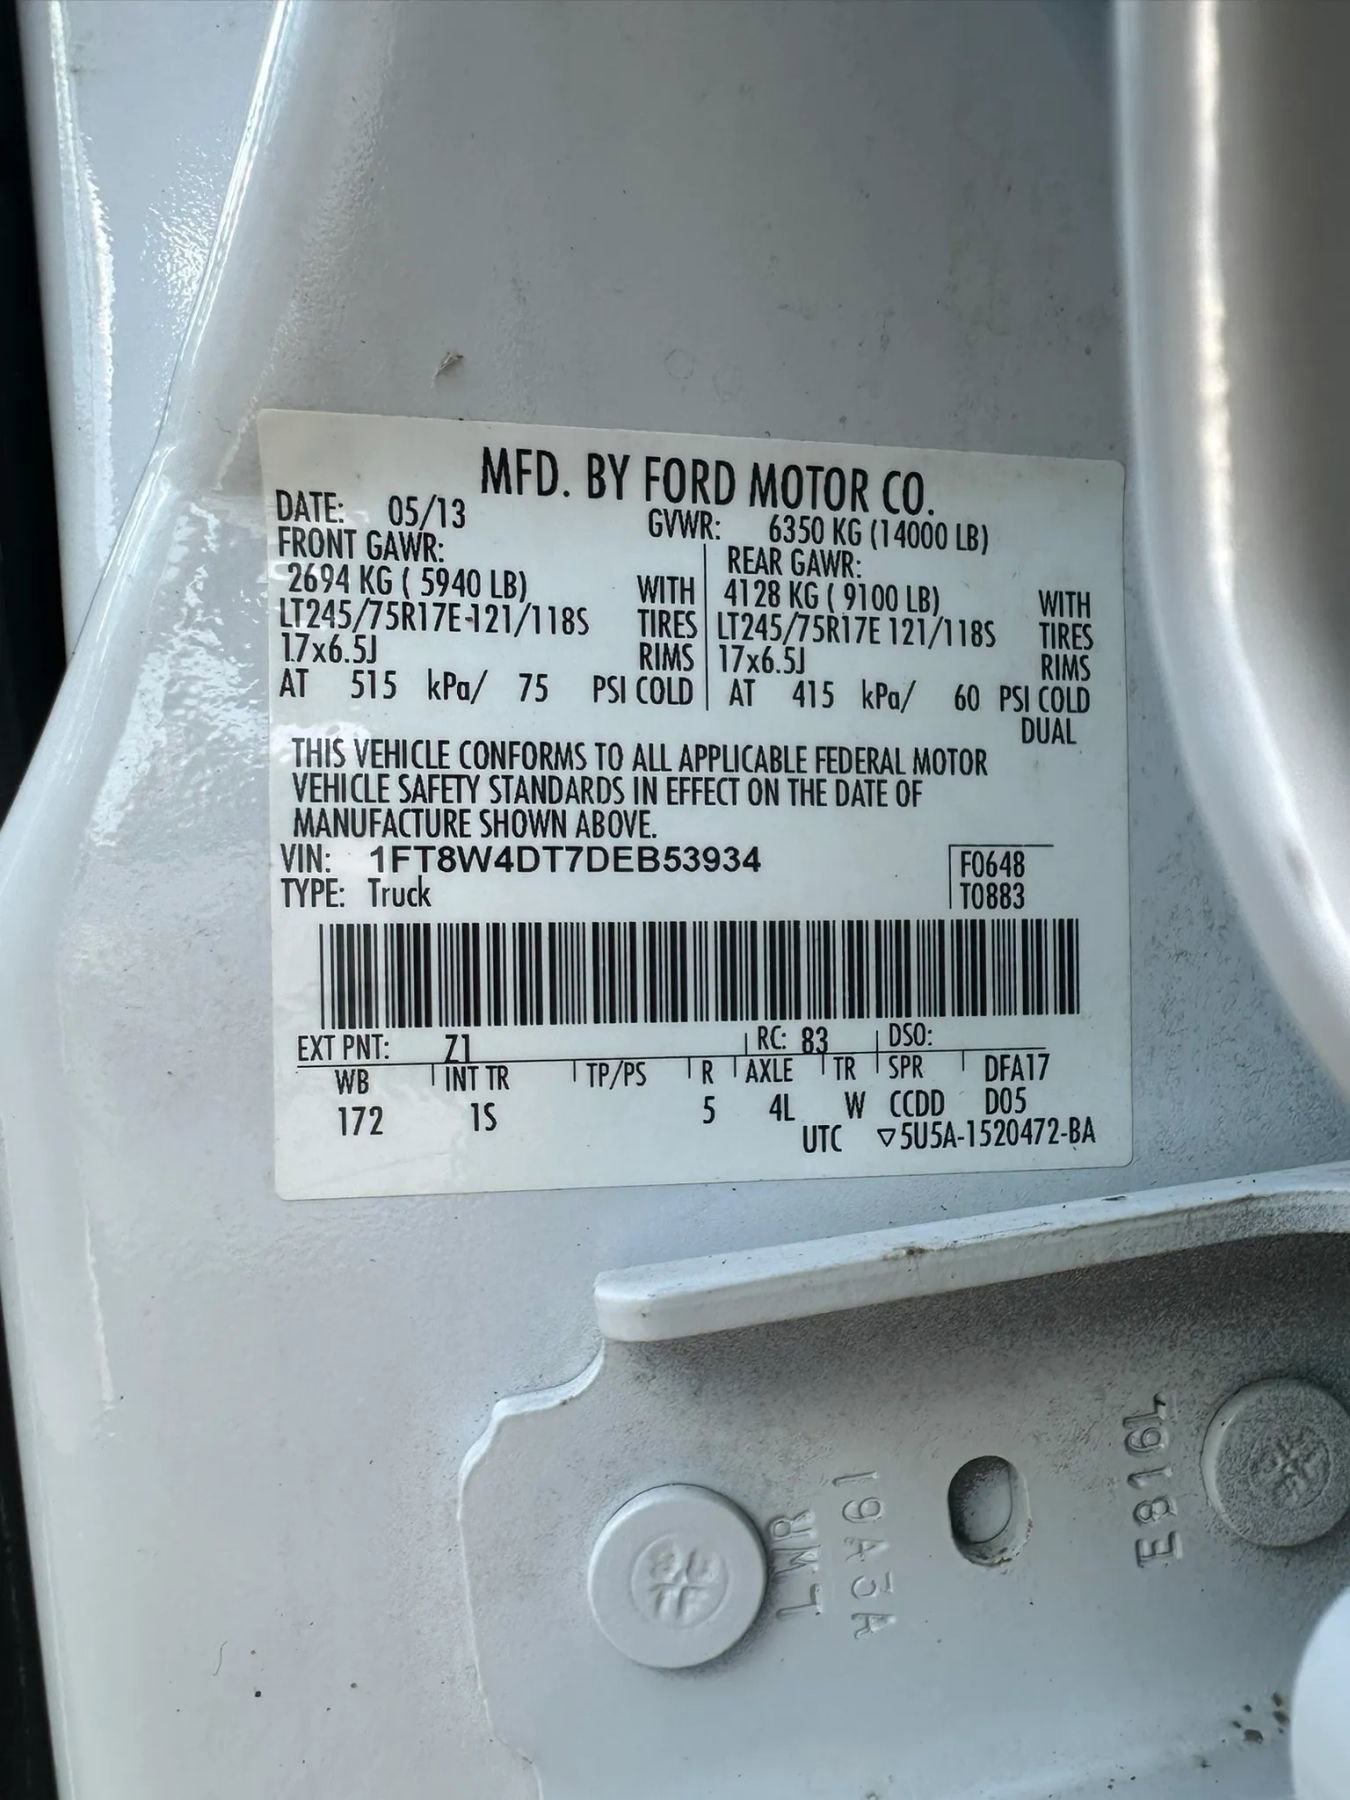 MFD. BY FORD MOTOR CO.
DATE: 05/13 GVWR: 6350 KG (14000 LB)
FRONT GAWR: REAR GAWR:
2694 KG ( 5940 LB) WITH 4128 KG ( 9100 LB) WITH
LT245/75R17E-121/118S TIRES LT245/75R17E 121/118S TIRES
17x6.5J RIMS 17x6.5J RIMS
AT 515 kPa/ 75 PSI COLD AT 415 kPa/ 60 PSI COLD
DUAL
THIS VEHICLE CONFORMS TO ALL APPLICABLE FEDERAL MOTOR
VEHICLE SAFETY STANDARDS IN EFFECT ON THE DATE OF
MANUFACTURE SHOWN ABOVE.
VIN: 1FT8W4DT7DEB53934 F0648
TYPE: Truck T0883
EXT PNT: Z1 RC: 83 DSO:
WB INT TR TP/PS R AXLE TR SPR DFA17
172 1S 5 4L W CCDD D05
UTC ▽5U5A-1520472-BA
E816L
19A3A